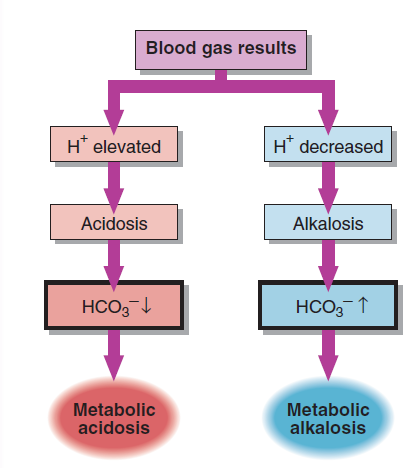 Blood gas results
H⁺ elevated
H⁺ decreased
Acidosis
Alkalosis
HCO₃⁻↓
HCO₃⁻↑
Metabolic
acidosis
Metabolic
alkalosis